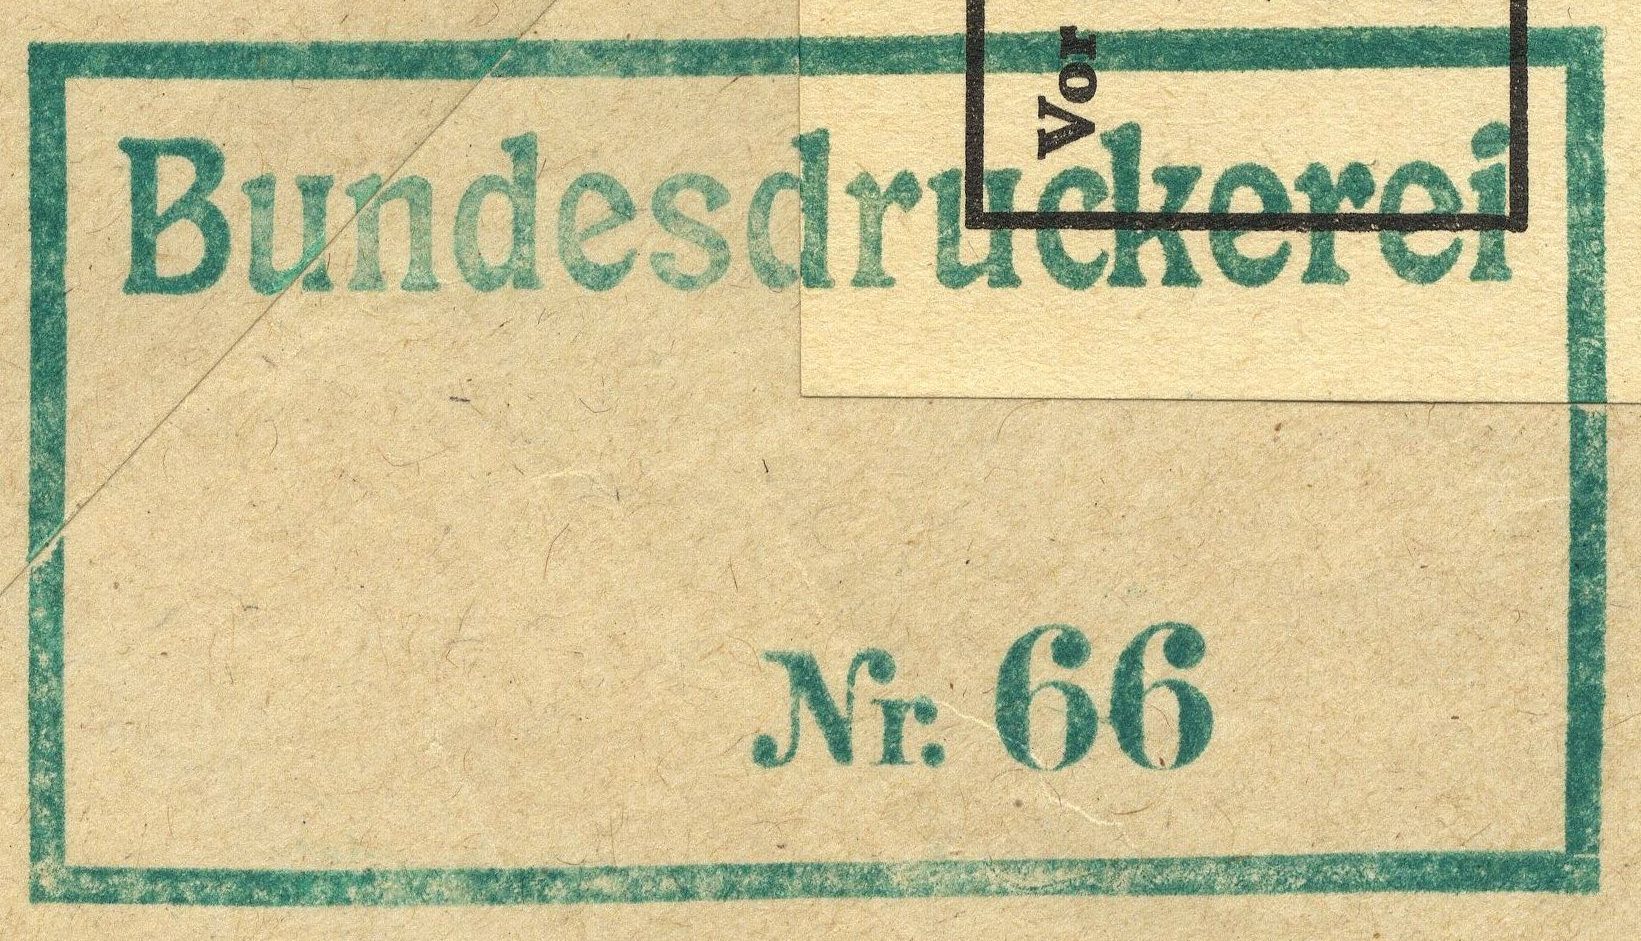 Vor
Bundesdruckerei
Nr. 66